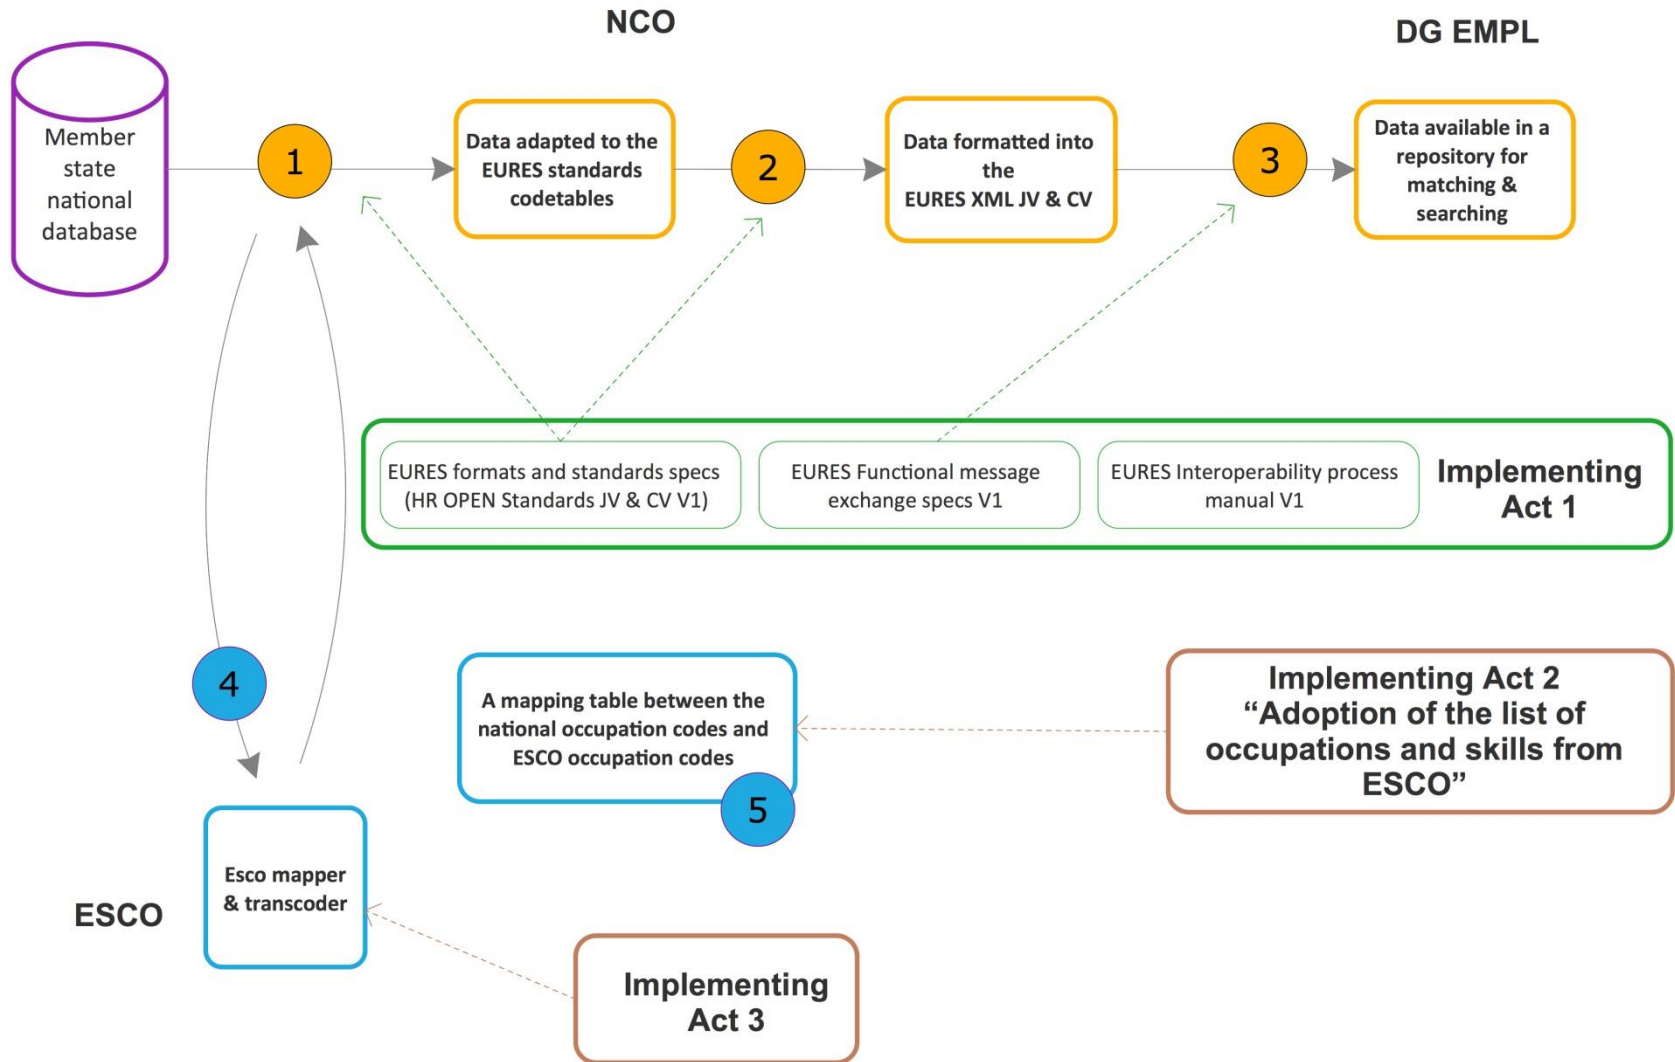 NCO
DG EMPL
Member
state
national
database
1
Data adapted to the
EURES standards
codetables
2
Data formatted into
the
EURES XML JV & CV
3
Data available in a
repository for
matching &
searching
EURES formats and standards specs
(HR OPEN Standards JV & CV V1)
EURES Functional message
exchange specs V1
EURES Interoperability process
manual V1
Implementing
Act 1
4
A mapping table between the
national occupation codes and
ESCO occupation codes
5
Implementing Act 2
“Adoption of the list of
occupations and skills from
ESCO”
ESCO
Esco mapper
& transcoder
Implementing
Act 3